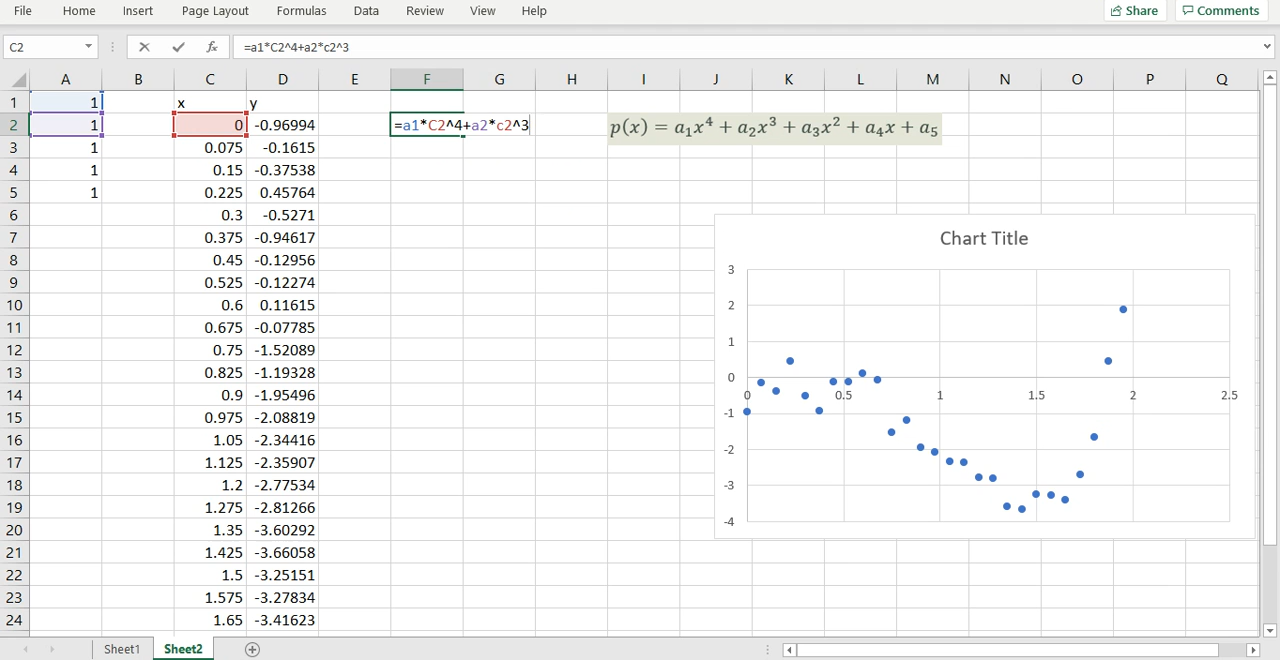 File Home Insert Page Layout Formulas Data Review View Help Share Comments
C2 fx =a1*C2^4+a2*c2^3
A B C D E F G H I J K L M N O P Q
1 1 x y
2 1 0 -0.96994 =a1*C2^4+a2*c2^3 p(x) = a₁x⁴ + a₂x³ + a₃x² + a₄x + a₅
3 1 0.075 -0.1615
4 1 0.15 -0.37538
5 1 0.225 0.45764
6 0.3 -0.5271
7 0.375 -0.94617
8 0.45 -0.12956
9 0.525 -0.12274
10 0.6 0.11615
11 0.675 -0.07785
12 0.75 -1.52089
13 0.825 -1.19328
14 0.9 -1.95496
15 0.975 -2.08819
16 1.05 -2.34416
17 1.125 -2.35907
18 1.2 -2.77534
19 1.275 -2.81266
20 1.35 -3.60292
21 1.425 -3.66058
22 1.5 -3.25151
23 1.575 -3.27834
24 1.65 -3.41623
Chart Title
3
2
1
0
0 0.5 1 1.5 2 2.5
-1
-2
-3
-4
Sheet1 Sheet2